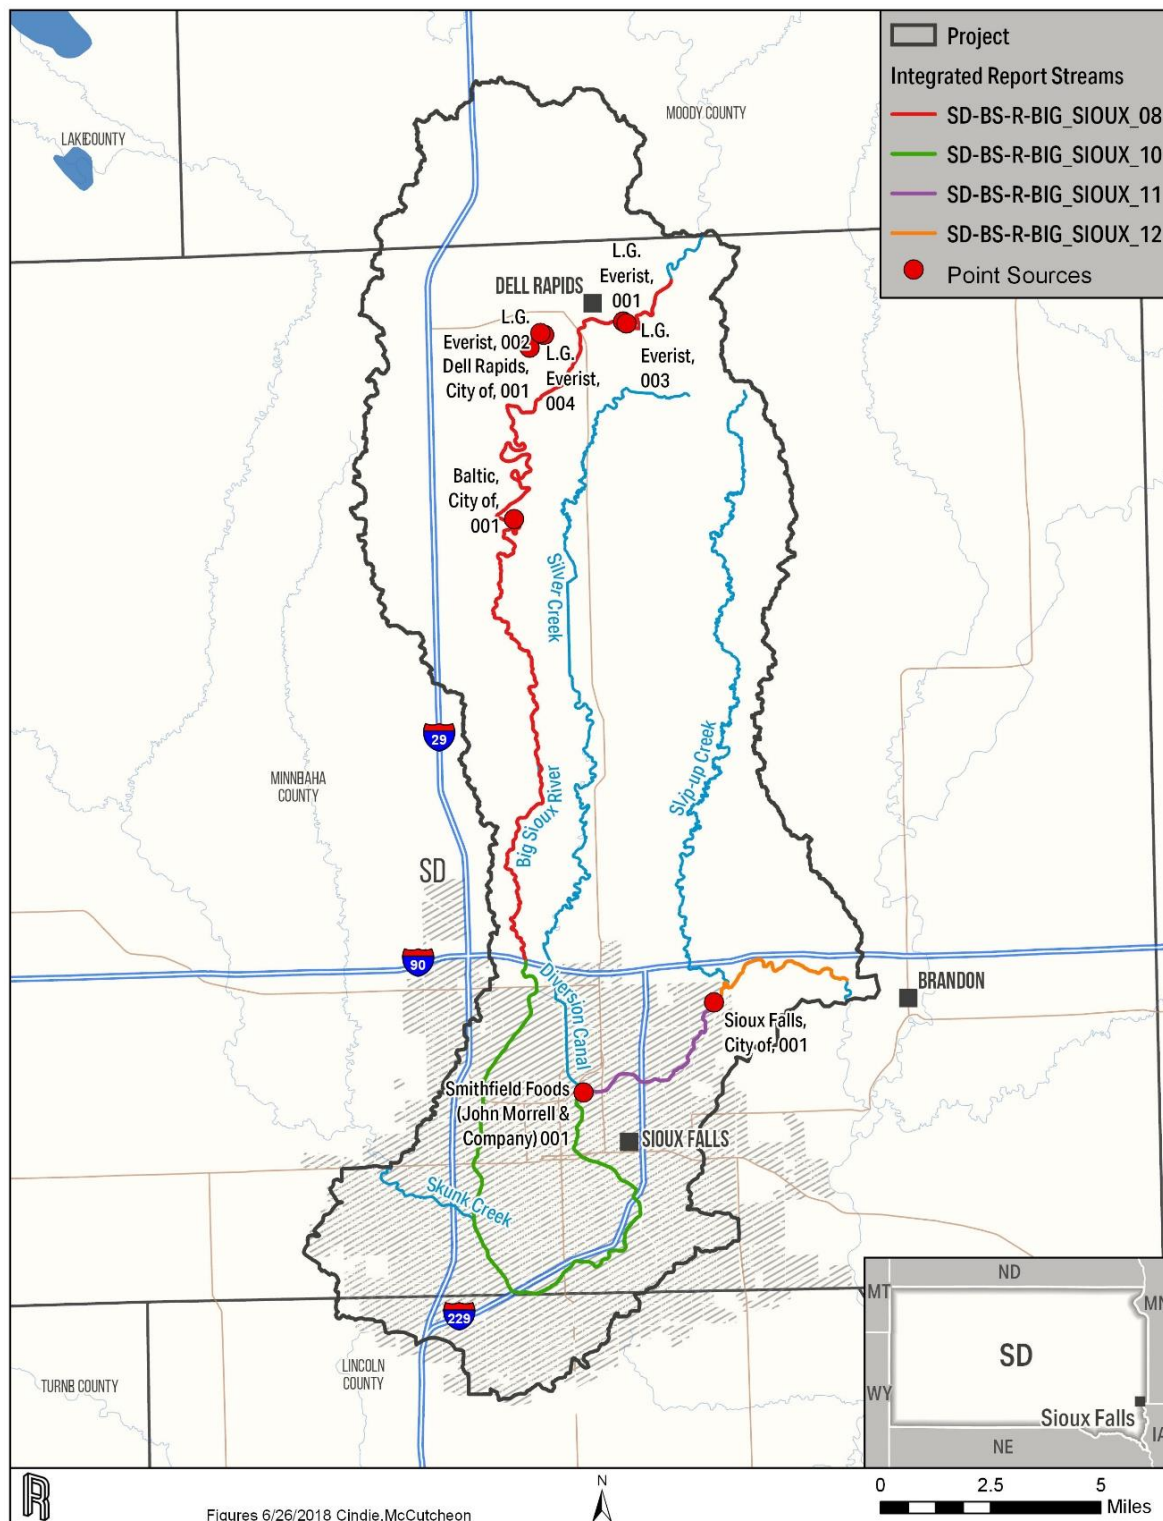 Project
Integrated Report Streams
SD-BS-R-BIG_SIOUX_08
SD-BS-R-BIG_SIOUX_10
SD-BS-R-BIG_SIOUX_11
SD-BS-R-BIG_SIOUX_12
Point Sources
MOODY COUNTY
LAKE COUNTY
L.G.
Everist,
001
DELL RAPIDS
L.G.
Everist, 002
Dell Rapids,
City of, 001
L.G.
Everist,
004
L.G.
Everist,
003
Baltic,
City of,
001
Silver Creek
Slip-up Creek
Big Sioux River
29
MINNEHAHA
COUNTY
SD
90
Diversion Canal
BRANDON
Sioux Falls,
City of, 001
Smithfield Foods
(John Morrell &
Company) 001
SIOUX FALLS
Skunk Creek
229
LINCOLN
COUNTY
TURNE COUNTY
ND
MT
MN
SD
WY
Sioux Falls
NE
IA
R
N
0 2.5 5
Miles
Figures 6/26/2018 Cindie.McCutcheon